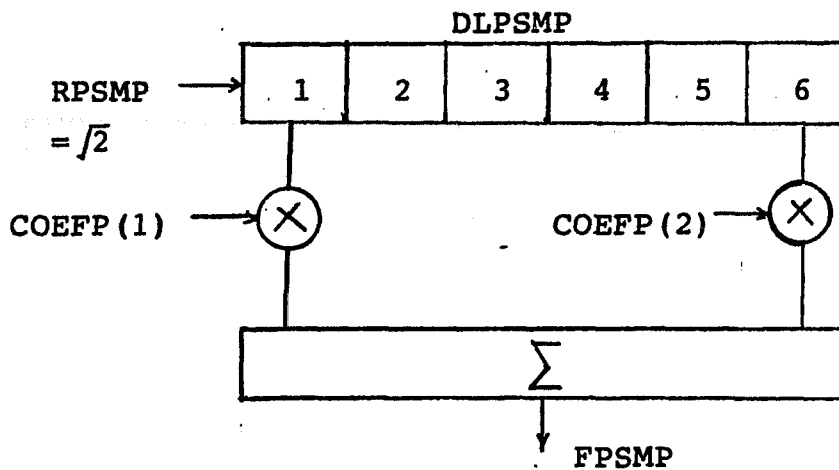 DLPSMP
RPSMP
1 2 3 4 5 6
=√2
COEFP(1)
COEFP(2)
Σ
FPSMP